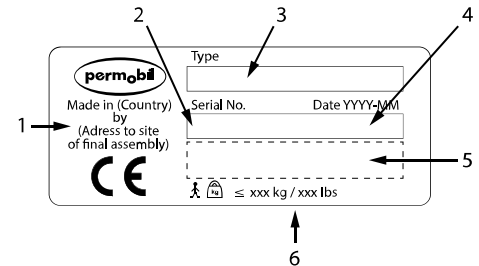 2
3
4
Type
permobil
Made in (Country)
Serial No. Date YYYY-MM
by
1
(Adress to site
of final assembly)
5
CE
kg
≤ xxx kg / xxx lbs
6